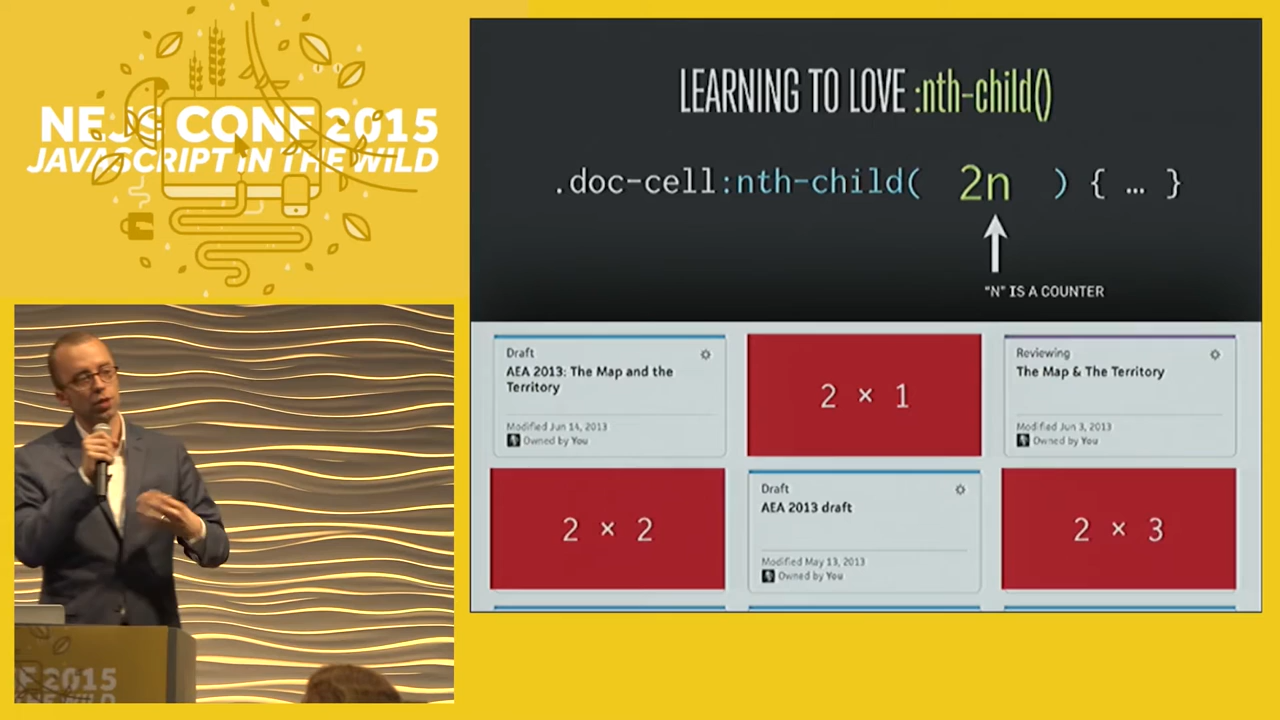 NEJS CONF 2015
JAVASCRIPT IN THE WILD
LEARNING TO LOVE :nth-child()
.doc-cell:nth-child( 2n ) { … }
“N” IS A COUNTER
Draft
AEA 2013: The Map and the
Territory
Modified Jun 14, 2013
Owned by You
2 × 1
Reviewing
The Map & The Territory
Modified Jun 3, 2013
Owned by You
2 × 2
Draft
AEA 2013 draft
Modified May 13, 2013
Owned by You
2 × 3
F 2015
THE WILD